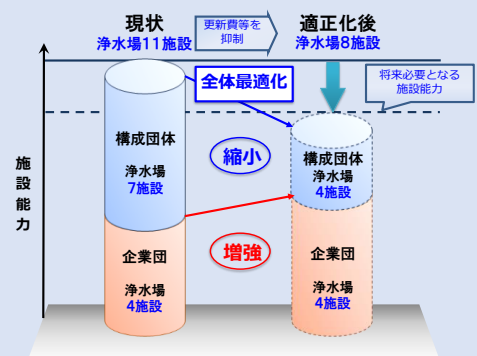 現状
浄水場11施設
更新費等を
抑制
適正化後
浄水場8施設
全体最適化
将来必要となる
施設能力
構成団体
浄水場
7施設
縮小
構成団体
浄水場
4施設
施設能力
増強
企業団
浄水場
4施設
企業団
浄水場
4施設